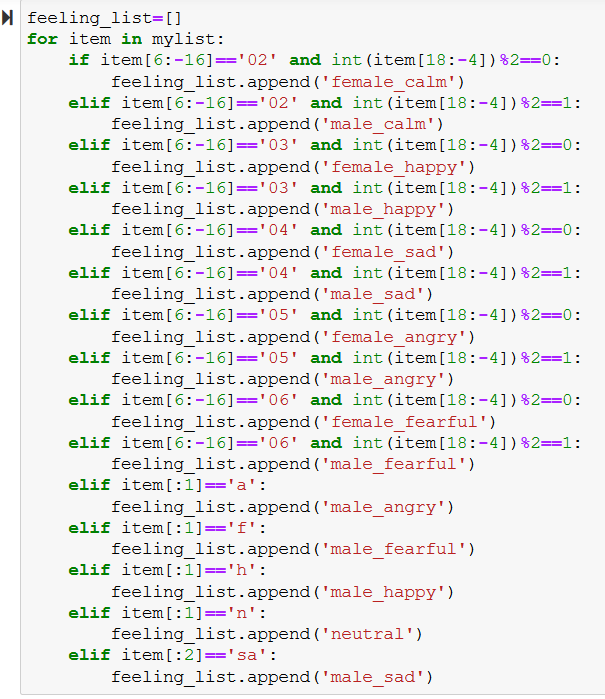 feeling_list=[]
for item in mylist:
    if item[6:-16]=='02' and int(item[18:-4])%2==0:
        feeling_list.append('female_calm')
    elif item[6:-16]=='02' and int(item[18:-4])%2==1:
        feeling_list.append('male_calm')
    elif item[6:-16]=='03' and int(item[18:-4])%2==0:
        feeling_list.append('female_happy')
    elif item[6:-16]=='03' and int(item[18:-4])%2==1:
        feeling_list.append('male_happy')
    elif item[6:-16]=='04' and int(item[18:-4])%2==0:
        feeling_list.append('female_sad')
    elif item[6:-16]=='04' and int(item[18:-4])%2==1:
        feeling_list.append('male_sad')
    elif item[6:-16]=='05' and int(item[18:-4])%2==0:
        feeling_list.append('female_angry')
    elif item[6:-16]=='05' and int(item[18:-4])%2==1:
        feeling_list.append('male_angry')
    elif item[6:-16]=='06' and int(item[18:-4])%2==0:
        feeling_list.append('female_fearful')
    elif item[6:-16]=='06' and int(item[18:-4])%2==1:
        feeling_list.append('male_fearful')
    elif item[:1]=='a':
        feeling_list.append('male_angry')
    elif item[:1]=='f':
        feeling_list.append('male_fearful')
    elif item[:1]=='h':
        feeling_list.append('male_happy')
    elif item[:1]=='n':
        feeling_list.append('neutral')
    elif item[:2]=='sa':
        feeling_list.append('male_sad')